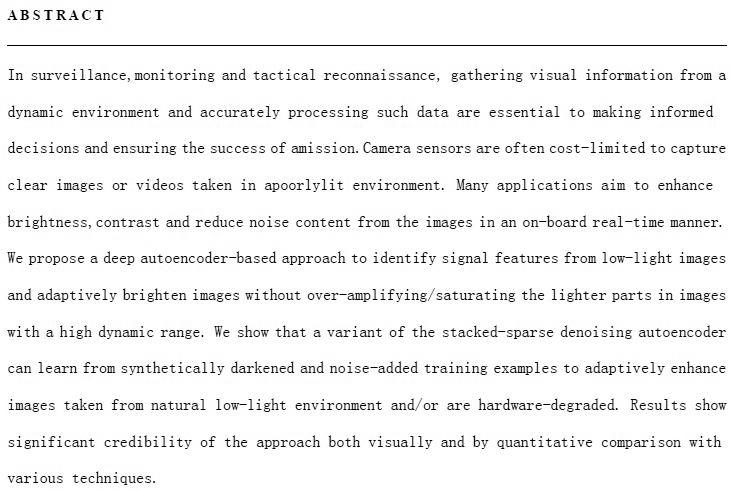 ABSTRACT
In surveillance, monitoring and tactical reconnaissance, gathering visual information from a
dynamic environment and accurately processing such data are essential to making informed
decisions and ensuring the success of amission. Camera sensors are often cost-limited to capture
clear images or videos taken in apoorlylit environment. Many applications aim to enhance
brightness, contrast and reduce noise content from the images in an on-board real-time manner.
We propose a deep autoencoder-based approach to identify signal features from low-light images
and adaptively brighten images without over-amplifying/saturating the lighter parts in images
with a high dynamic range. We show that a variant of the stacked-sparse denoising autoencoder
can learn from synthetically darkened and noise-added training examples to adaptively enhance
images taken from natural low-light environment and/or are hardware-degraded. Results show
significant credibility of the approach both visually and by quantitative comparison with
various techniques.